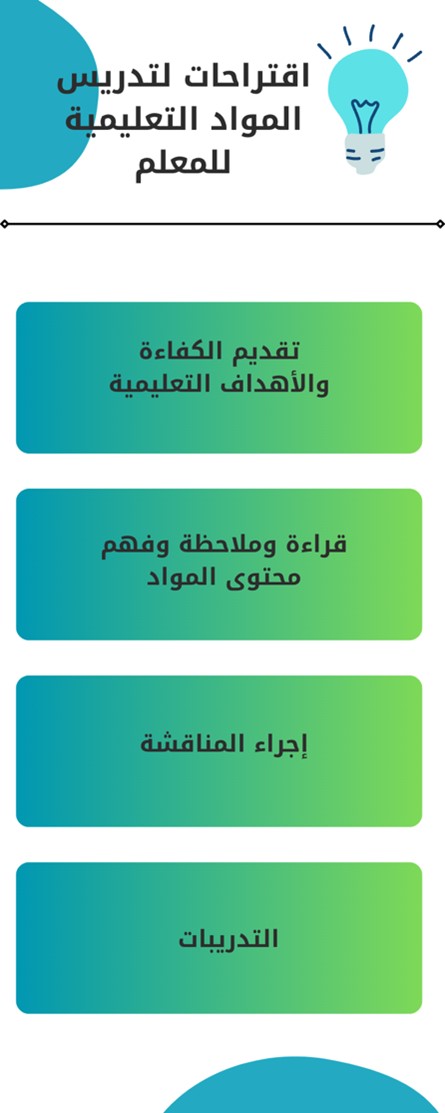 اقتراحات لتدريس
المواد التعليمية
للمعلم
تقديم الكفاءة
والأهداف التعليمية
قراءة وملاحظة وفهم
محتوى المواد
إجراء المناقشة
التدريبات